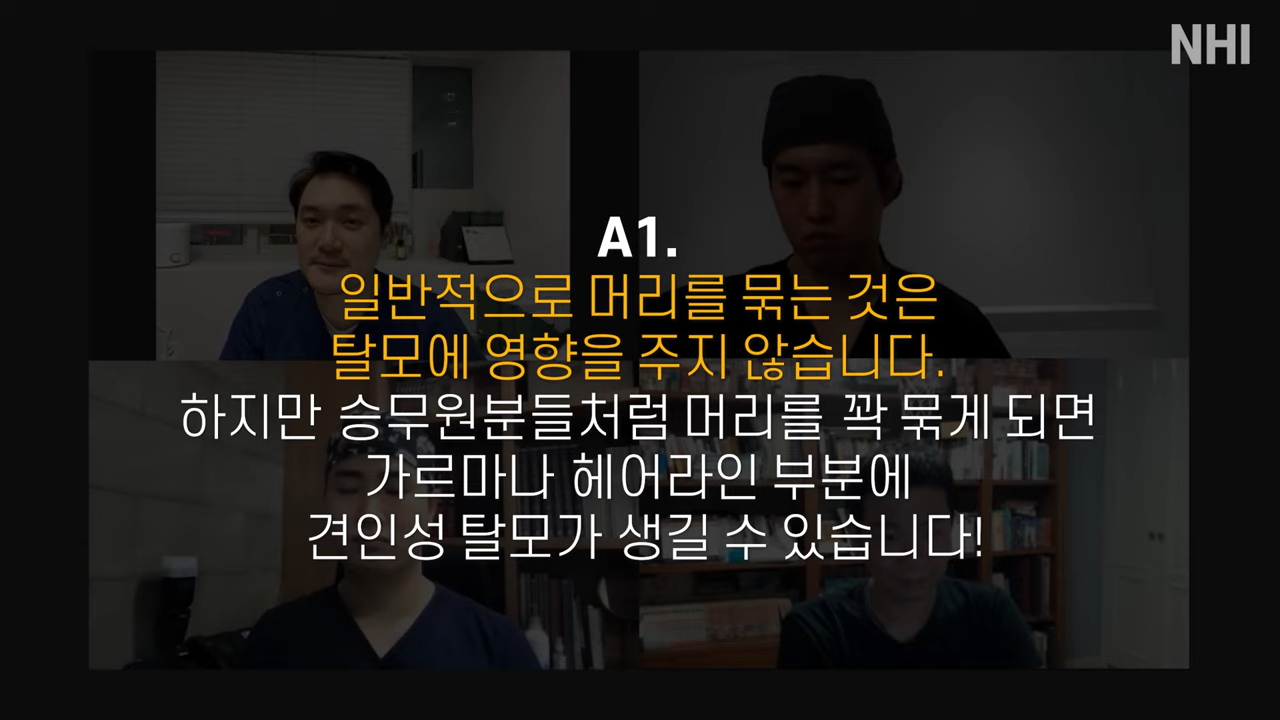 NHI
A1.
일반적으로 머리를 묶는 것은
탈모에 영향을 주지 않습니다.
하지만 승무원분들처럼 머리를 꽉 묶게 되면
가르마나 헤어라인 부분에
견인성 탈모가 생길 수 있습니다!